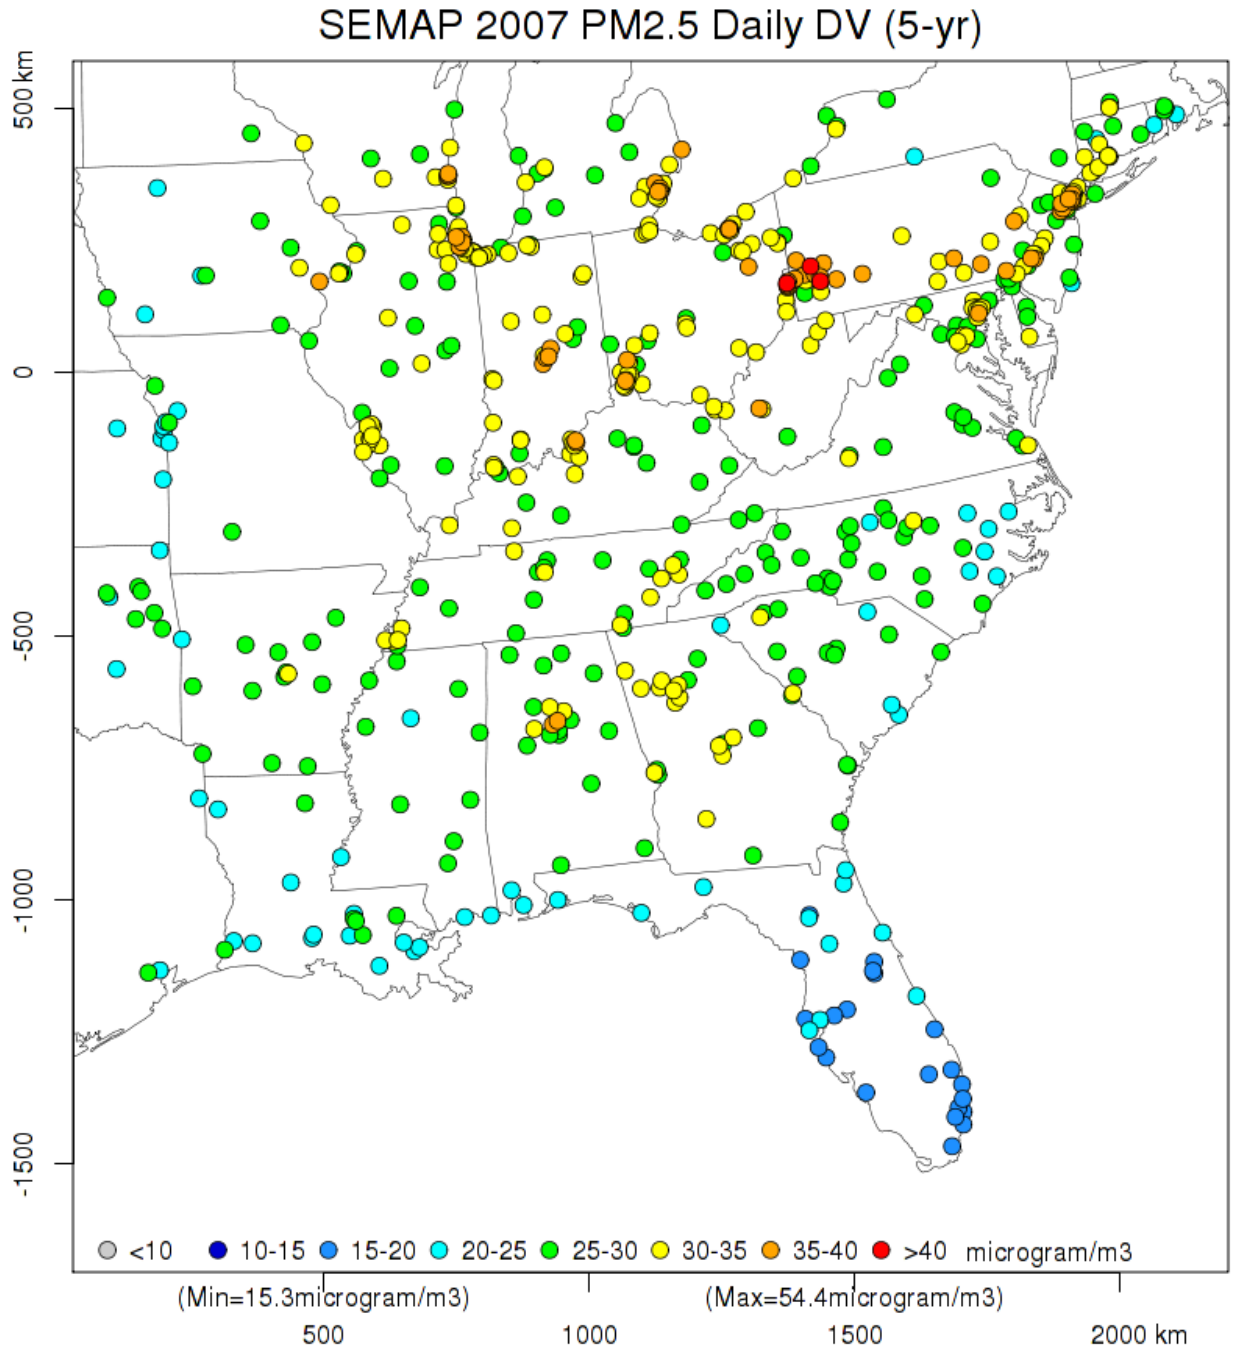 SEMAP 2007 PM2.5 Daily DV (5-yr)
500 km
0
-500
-1000
-1500
<10 10-15 15-20 20-25 25-30 30-35 35-40 >40 microgram/m3
(Min=15.3microgram/m3) (Max=54.4microgram/m3)
500 1000 1500 2000 km